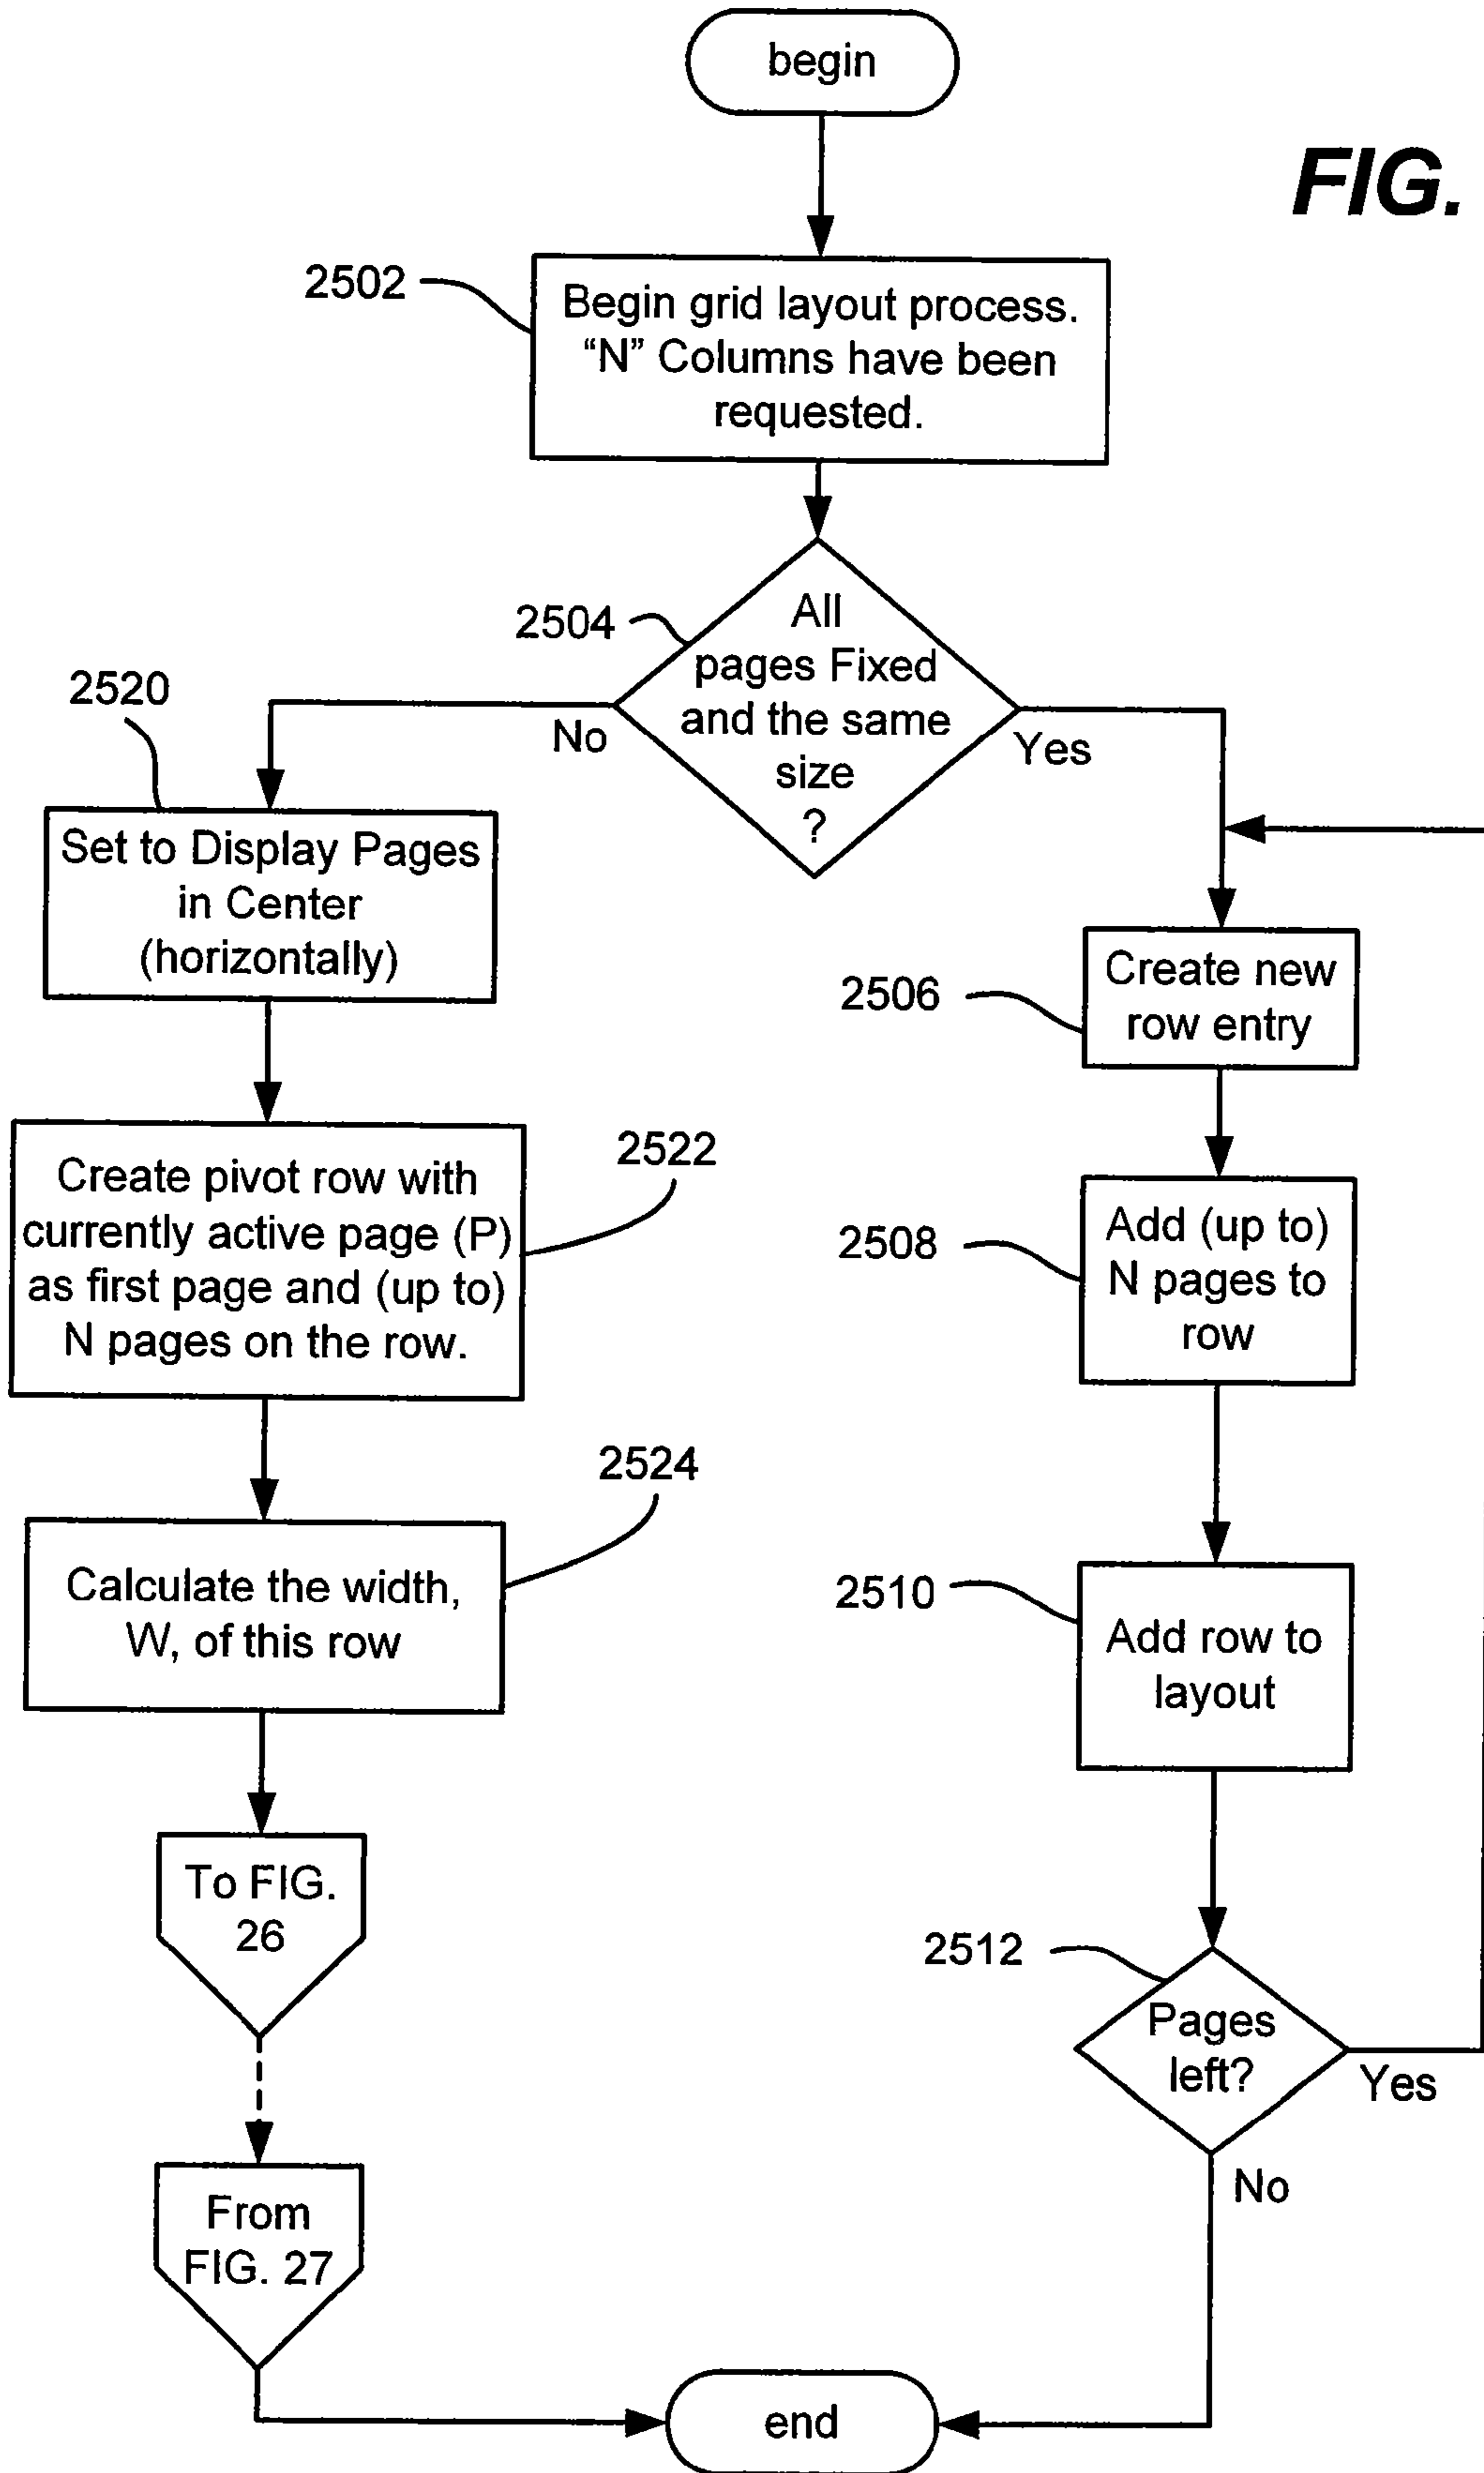 begin
FIG.
2502
Begin grid layout process.
“N” Columns have been
requested.
2504
All
pages Fixed
and the same
size
?
No
Yes
2520
Set to Display Pages
in Center
(horizontally)
2506
Create new
row entry
2522
Create pivot row with
currently active page (P)
as first page and (up to)
N pages on the row.
2508
Add (up to)
N pages to
row
2524
Calculate the width,
W, of this row
2510
Add row to
layout
To FIG.
26
2512
Pages
left?
Yes
No
From
FIG. 27
end